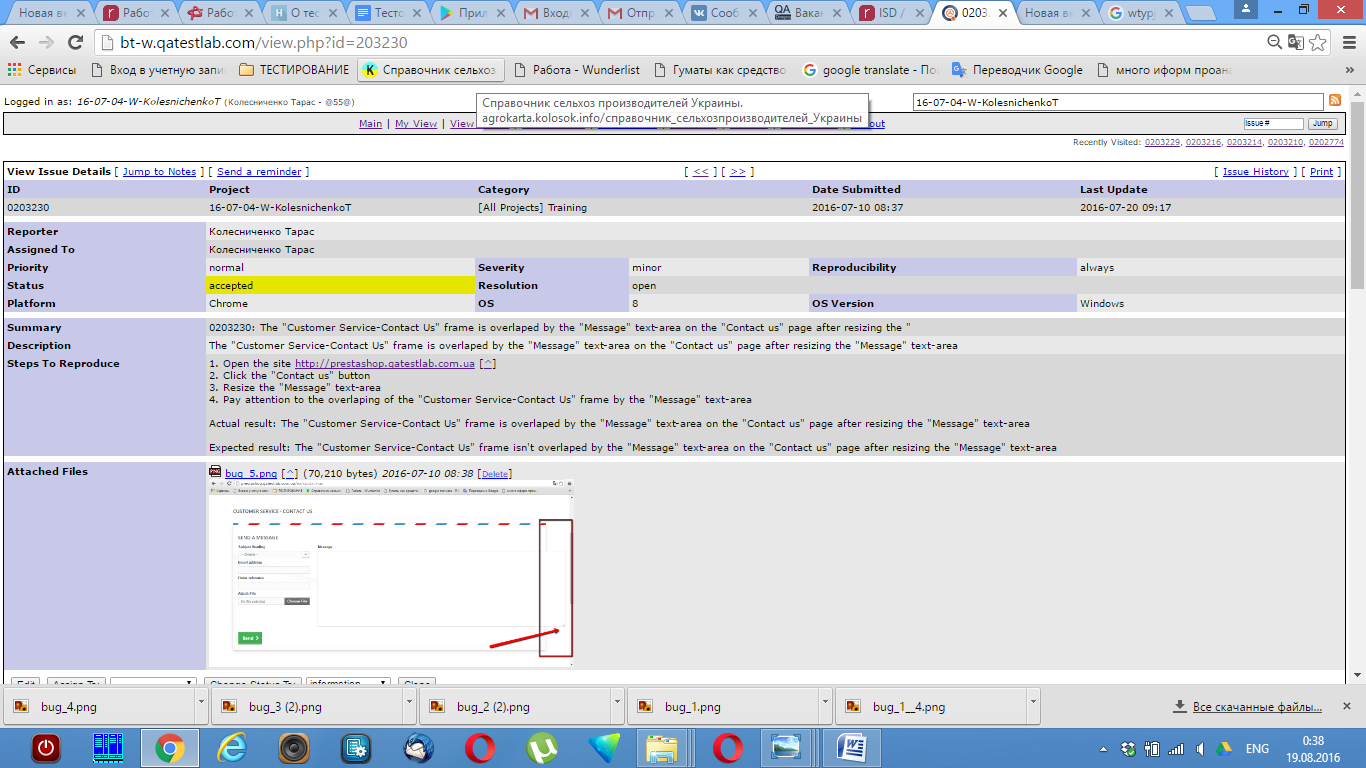 Новая вк
Работ
Работ
О тес
Тесто
Прил
Вход
Отпр
Сооб
Вакан
ISD
0203
Новая вк
wtyp
bt-w.qatestlab.com/view.php?id=203230
Сервисы
Вход в учетную запи
ТЕСТИРОВАНИЕ
Справочник сельхоз
Работа - Wunderlist
Гуматы как средство
google translate - По
Переводчик Google
много иформ проана
Logged in as: 16-07-04-W-KolesnichenkoT (Колесниченко Тарас - @55@)
Справочник сельхоз производителей Украины.
agrokarta.kolosok.info/справочник_сельхозпроизводителей_Украины
16-07-04-W-KolesnichenkoT
Main | My View | View
out
Issue #
Jump
Recently Visited: 0203229, 0203216, 0203214, 0203210, 0202774
View Issue Details [ Jump to Notes ] [ Send a reminder ]
[ << ] [ >> ]
[ Issue History ] [ Print ]
ID Project Category Date Submitted Last Update
0203230 16-07-04-W-KolesnichenkoT [All Projects] Training 2016-07-10 08:37 2016-07-20 09:17
Reporter Колесниченко Тарас
Assigned To Колесниченко Тарас
Priority normal Severity minor Reproducibility always
Status accepted Resolution open
Platform Chrome OS 8 OS Version Windows
Summary 0203230: The "Customer Service-Contact Us" frame is overlaped by the "Message" text-area on the "Contact us" page after resizing the "
Description The "Customer Service-Contact Us" frame is overlaped by the "Message" text-area on the "Contact us" page after resizing the "Message" text-area
Steps To Reproduce 1. Open the site http://prestashop.qatestlab.com.ua [^]
2. Click the "Contact us" button
3. Resize the "Message" text-area
4. Pay attention to the overlaping of the "Customer Service-Contact Us" frame by the "Message" text-area
Actual result: The "Customer Service-Contact Us" frame is overlaped by the "Message" text-area on the "Contact us" page after resizing the "Message" text-area
Expected result: The "Customer Service-Contact Us" frame isn't overlaped by the "Message" text-area on the "Contact us" page after resizing the "Message" text-area
Attached Files bug_5.png [^] (70,210 bytes) 2016-07-10 08:38 [Delete]
CUSTOMER SERVICE - CONTACT US
SEND A MESSAGE
Subject Heading Message
Email address
Order reference
Attach File
Choose File
Send
Edit Assign To: Change Status To: information Clone
bug_4.png
bug_3 (2).png
bug_2 (2).png
bug_1.png
bug_1__4.png
Все скачанные файлы...
ENG
0:38
19.08.2016